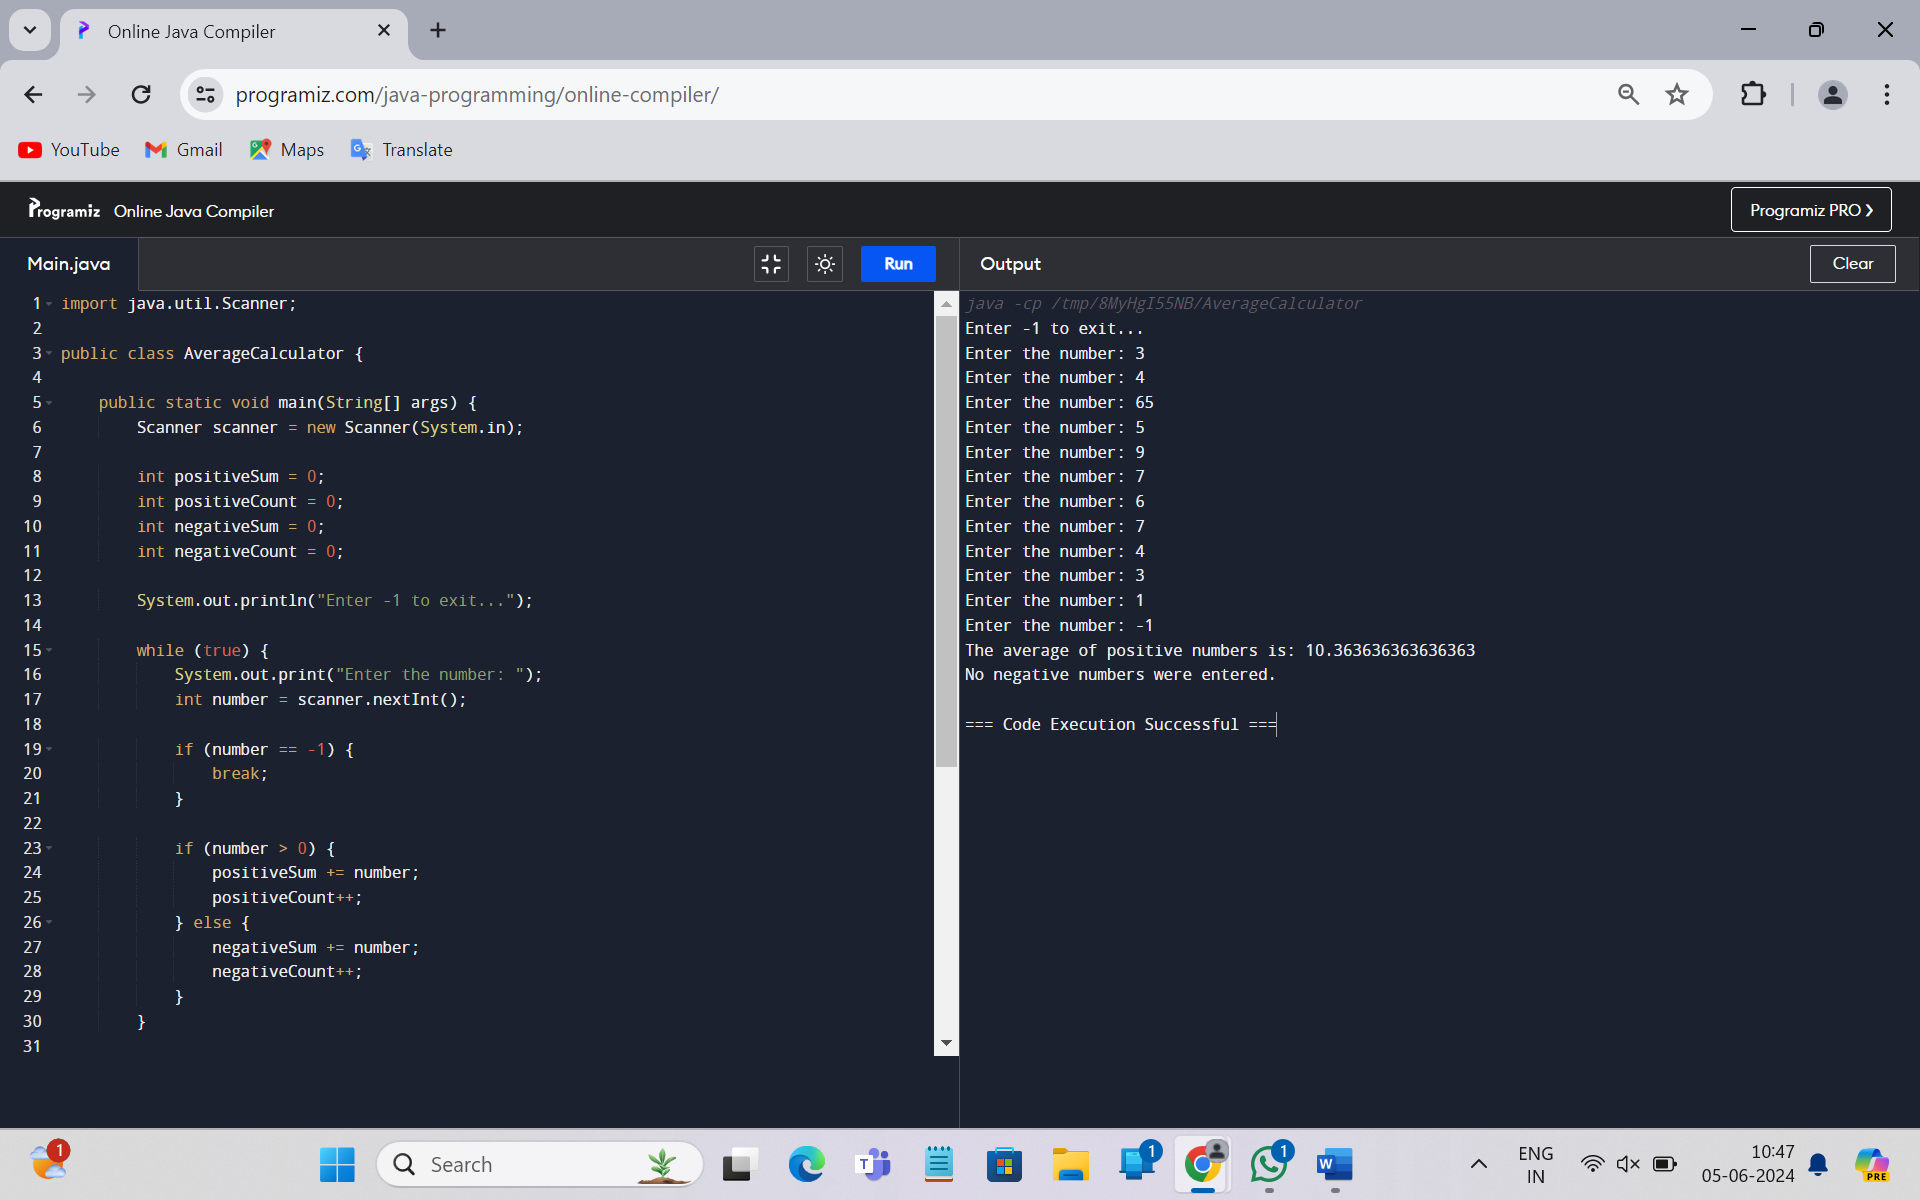 Online Java Compiler
programiz.com/java-programming/online-compiler/
YouTube
Gmail
Maps
Translate
Programiz
Online Java Compiler
Programiz PRO
Main.java
Run
Output
Clear
1 import java.util.Scanner;
2
3 public class AverageCalculator {
4
5 public static void main(String[] args) {
6 Scanner scanner = new Scanner(System.in);
7
8 int positiveSum = 0;
9 int positiveCount = 0;
10 int negativeSum = 0;
11 int negativeCount = 0;
12
13 System.out.println("Enter -1 to exit...");
14
15 while (true) {
16 System.out.print("Enter the number: ");
17 int number = scanner.nextInt();
18
19 if (number == -1) {
20 break;
21 }
22
23 if (number > 0) {
24 positiveSum += number;
25 positiveCount++;
26 } else {
27 negativeSum += number;
28 negativeCount++;
29 }
30 }
31
java -cp /tmp/8MyHgI55NB/AverageCalculator
Enter -1 to exit...
Enter the number: 3
Enter the number: 4
Enter the number: 65
Enter the number: 5
Enter the number: 9
Enter the number: 7
Enter the number: 6
Enter the number: 7
Enter the number: 4
Enter the number: 3
Enter the number: 1
Enter the number: -1
The average of positive numbers is: 10.363636363636363
No negative numbers were entered.
=== Code Execution Successful ===
1
Search
T
1
1
W
ENG
IN
10:47
05-06-2024
PRE